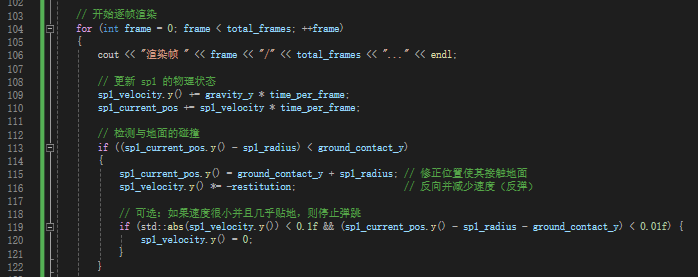 102
103 // 开始逐帧渲染
104 for (int frame = 0; frame < total_frames; ++frame)
105 {
106 cout << "渲染帧 " << frame << "/" << total_frames << "..." << endl;
107
108 // 更新 sp1 的物理状态
109 sp1_velocity.y() += gravity_y * time_per_frame;
110 sp1_current_pos += sp1_velocity * time_per_frame;
111
112 // 检测与地面的碰撞
113 if ((sp1_current_pos.y() - sp1_radius) < ground_contact_y)
114 {
115 sp1_current_pos.y() = ground_contact_y + sp1_radius; // 修正位置使其接触地面
116 sp1_velocity.y() *= -restitution; // 反向并减少速度（反弹）
117
118 // 可选：如果速度很小并且几乎贴地，则停止弹跳
119 if (std::abs(sp1_velocity.y()) < 0.1f && (sp1_current_pos.y() - sp1_radius - ground_contact_y) < 0.01f) {
120 sp1_velocity.y() = 0;
121 }
122 }